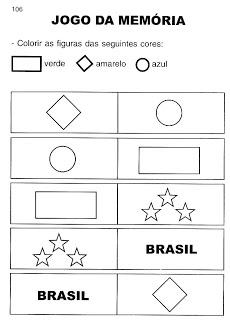 106
JOGO DA MEMÓRIA
- Colorir as figuras das seguintes cores:
verde amarelo azul
BRASIL
BRASIL